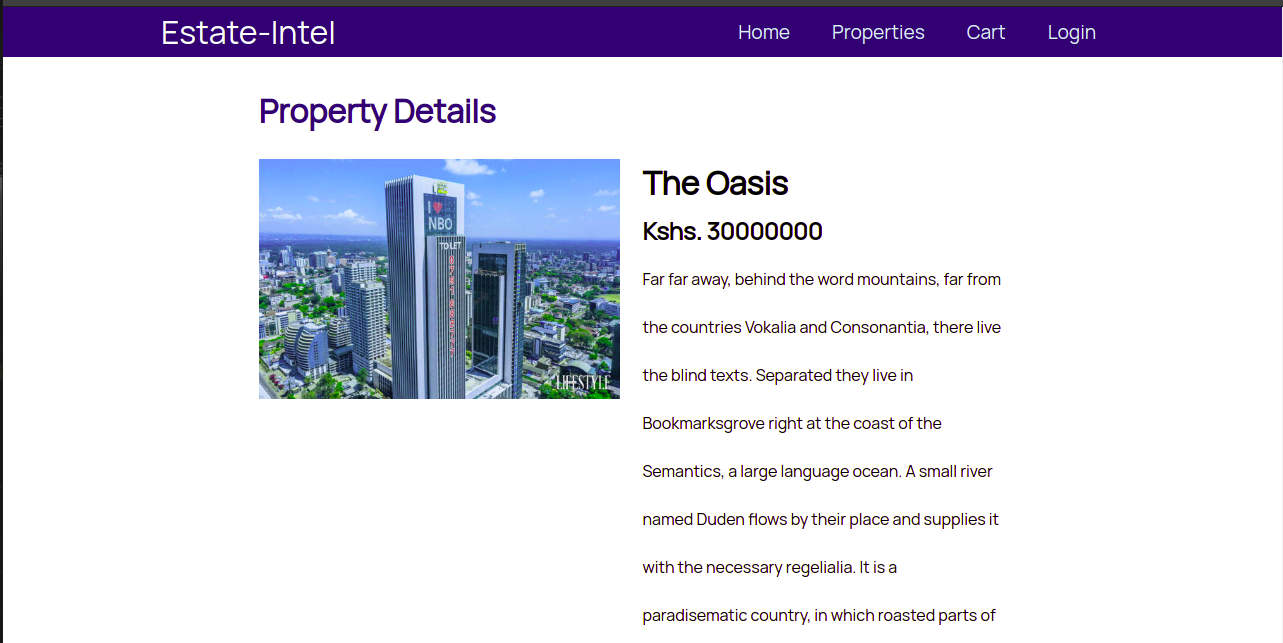 Estate-Intel
Home Properties Cart Login
Property Details
I ❤ NBO
TO LET
LIFESTYLE
The Oasis
Kshs. 30000000
Far far away, behind the word mountains, far from
the countries Vokalia and Consonantia, there live
the blind texts. Separated they live in
Bookmarksgrove right at the coast of the
Semantics, a large language ocean. A small river
named Duden flows by their place and supplies it
with the necessary regelialia. It is a
paradisematic country, in which roasted parts of